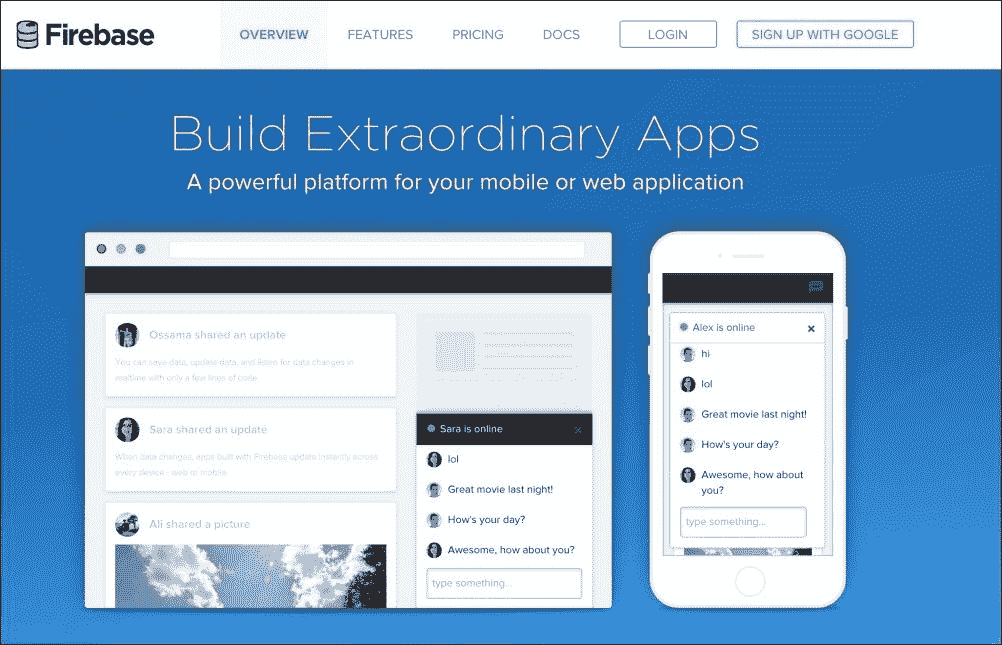 Firebase
OVERVIEW
FEATURES
PRICING
DOCS
LOGIN
SIGN UP WITH GOOGLE
Build Extraordinary Apps
A powerful platform for your mobile or web application
Ossama shared an update
You can save data, update data, and listen for data changes in
realtime with only a few lines of code
Sara shared an update
When data changes, apps built with Firebase update instantly across
every device - web or mobile
Ali shared a picture
Sara is online
lol
Great movie last night!
How's your day?
Awesome, how about you?
type something...
Alex is online
hi
lol
Great movie last night!
How's your day?
Awesome, how about
you?
type something...